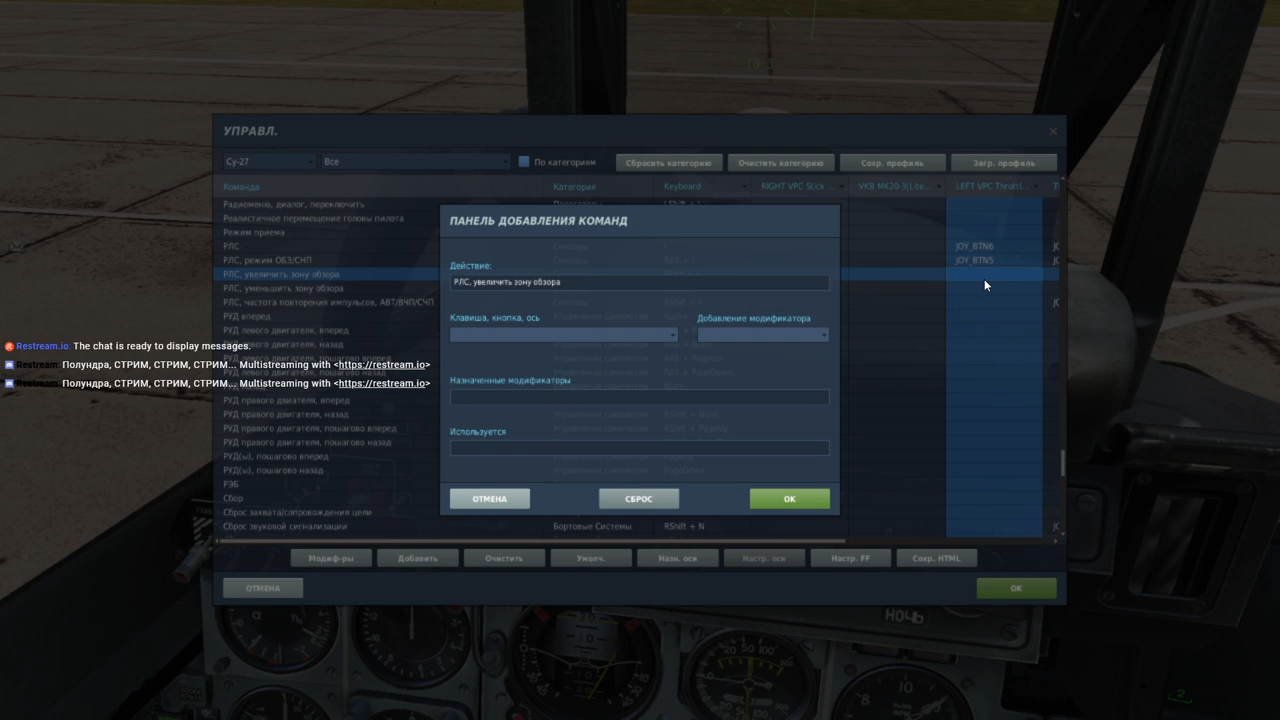 УПРАВЛ.
Су-27
Все
По категориям
Сбросить категорию
Очистить категорию
Сохр. профиль
Загр. профиль
Команда
Категория
Keyboard
RIGHT VPC Stick ...
VKB MK20-3(Lite...
LEFT VPC Throttl...
Радиоменю, диалог, переключить
Реалистичное перемещение головы пилота
Режим приема
РЛС
JOY_BTN6
РЛС, режим ОБЗ/СНП
JOY_BTN5
РЛС, увеличить зону обзора
РЛС, уменьшить зону обзора
РЛС, частота повторения импульсов, АВТ/ВЧП/СЧП
РУД вперед
РУД левого двигателя, вперед
РУД правого двигателя, вперед
РУД правого двигателя, назад
РУД правого двигателя, пошагово вперед
РУД правого двигателя, пошагово назад
РУД(ы), пошагово вперед
РУД(ы), пошагово назад
РЭБ
Сбор
Сброс захвата/сопровождения цели
Сброс звуковой сигнализации
Бортовые Системы
RShift + N
ПАНЕЛЬ ДОБАВЛЕНИЯ КОМАНД
Действие:
РЛС, увеличить зону обзора
Клавиша, кнопка, ось
Добавление модификатора
Назначенные модификаторы
Используется
ОТМЕНА
СБРОС
OK
Restream.io: The chat is ready to display messages.
Restream: Полундра, СТРИМ, СТРИМ, СТРИМ... Multistreaming with <https://restream.io>
Restream: Полундра, СТРИМ, СТРИМ, СТРИМ... Multistreaming with <https://restream.io>
Модиф-ры
Добавить
Очистить
Умолч.
Назн. оси
Настр. оси
Настр. FF
Сохр. HTML
ОТМЕНА
OK
НОЧЬ